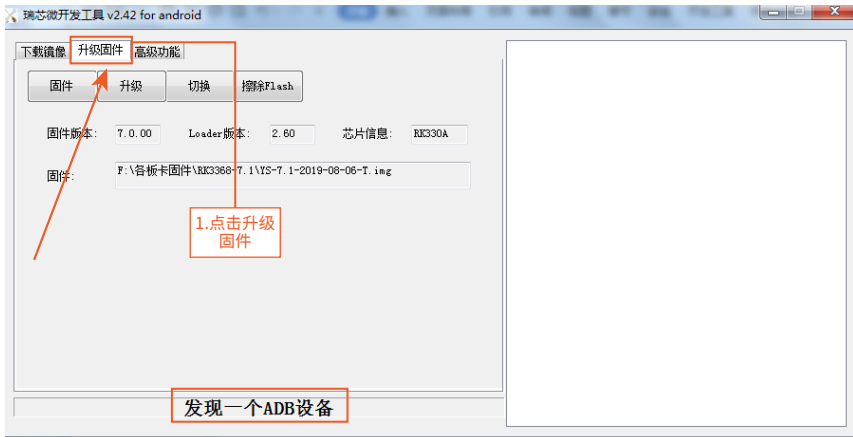 瑞芯微开发工具 v2.42 for android
下载镜像 升级固件 高级功能
固件 升级 切换 擦除Flash
固件版本: 7.0.00 Loader版本: 2.60 芯片信息: RK330A
固件: F:\各板卡固件\RK3368-7.1\YS-7.1-2019-08-06-T.img
1.点击升级
固件
发现一个ADB设备